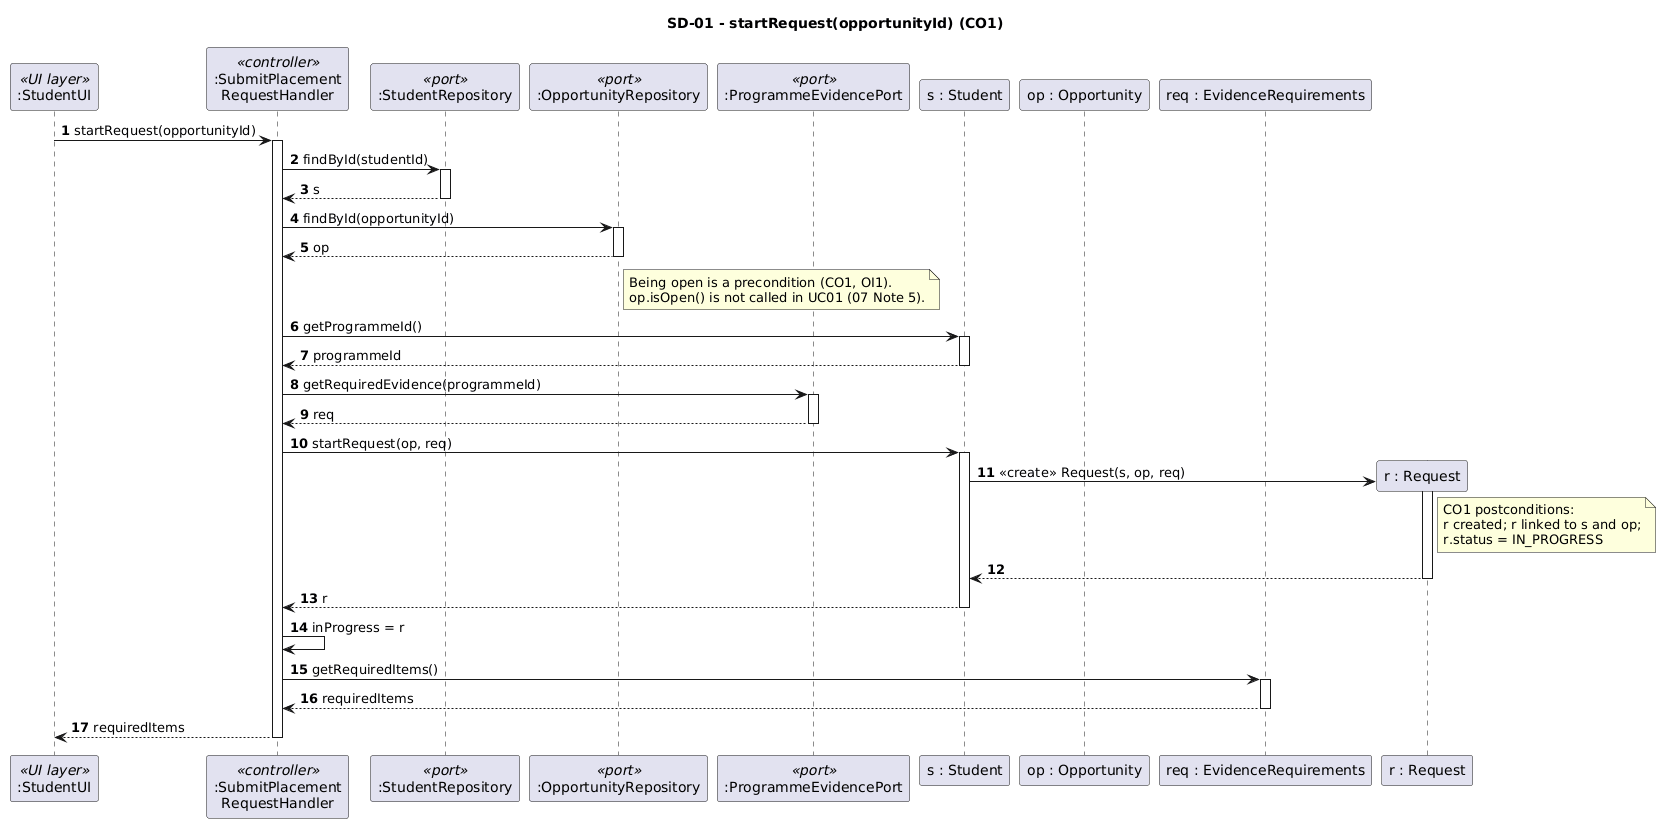 SD-01 - startRequest(opportunityId) (CO1)
«UI layer»
:StudentUI
«controller»
:SubmitPlacement
RequestHandler
«port»
:StudentRepository
«port»
:OpportunityRepository
«port»
:ProgrammeEvidencePort
s : Student
op : Opportunity
req : EvidenceRequirements
1 startRequest(opportunityId)
2 findById(studentId)
3 s
4 findById(opportunityId)
5 op
Being open is a precondition (CO1, OI1).
op.isOpen() is not called in UC01 (07 Note 5).
6 getProgrammeId()
7 programmeId
8 getRequiredEvidence(programmeId)
9 req
10 startRequest(op, req)
11 «create» Request(s, op, req)
r : Request
CO1 postconditions:
r created; r linked to s and op;
r.status = IN_PROGRESS
12
13 r
14 inProgress = r
15 getRequiredItems()
16 requiredItems
17 requiredItems
«UI layer»
:StudentUI
«controller»
:SubmitPlacement
RequestHandler
«port»
:StudentRepository
«port»
:OpportunityRepository
«port»
:ProgrammeEvidencePort
s : Student
op : Opportunity
req : EvidenceRequirements
r : Request